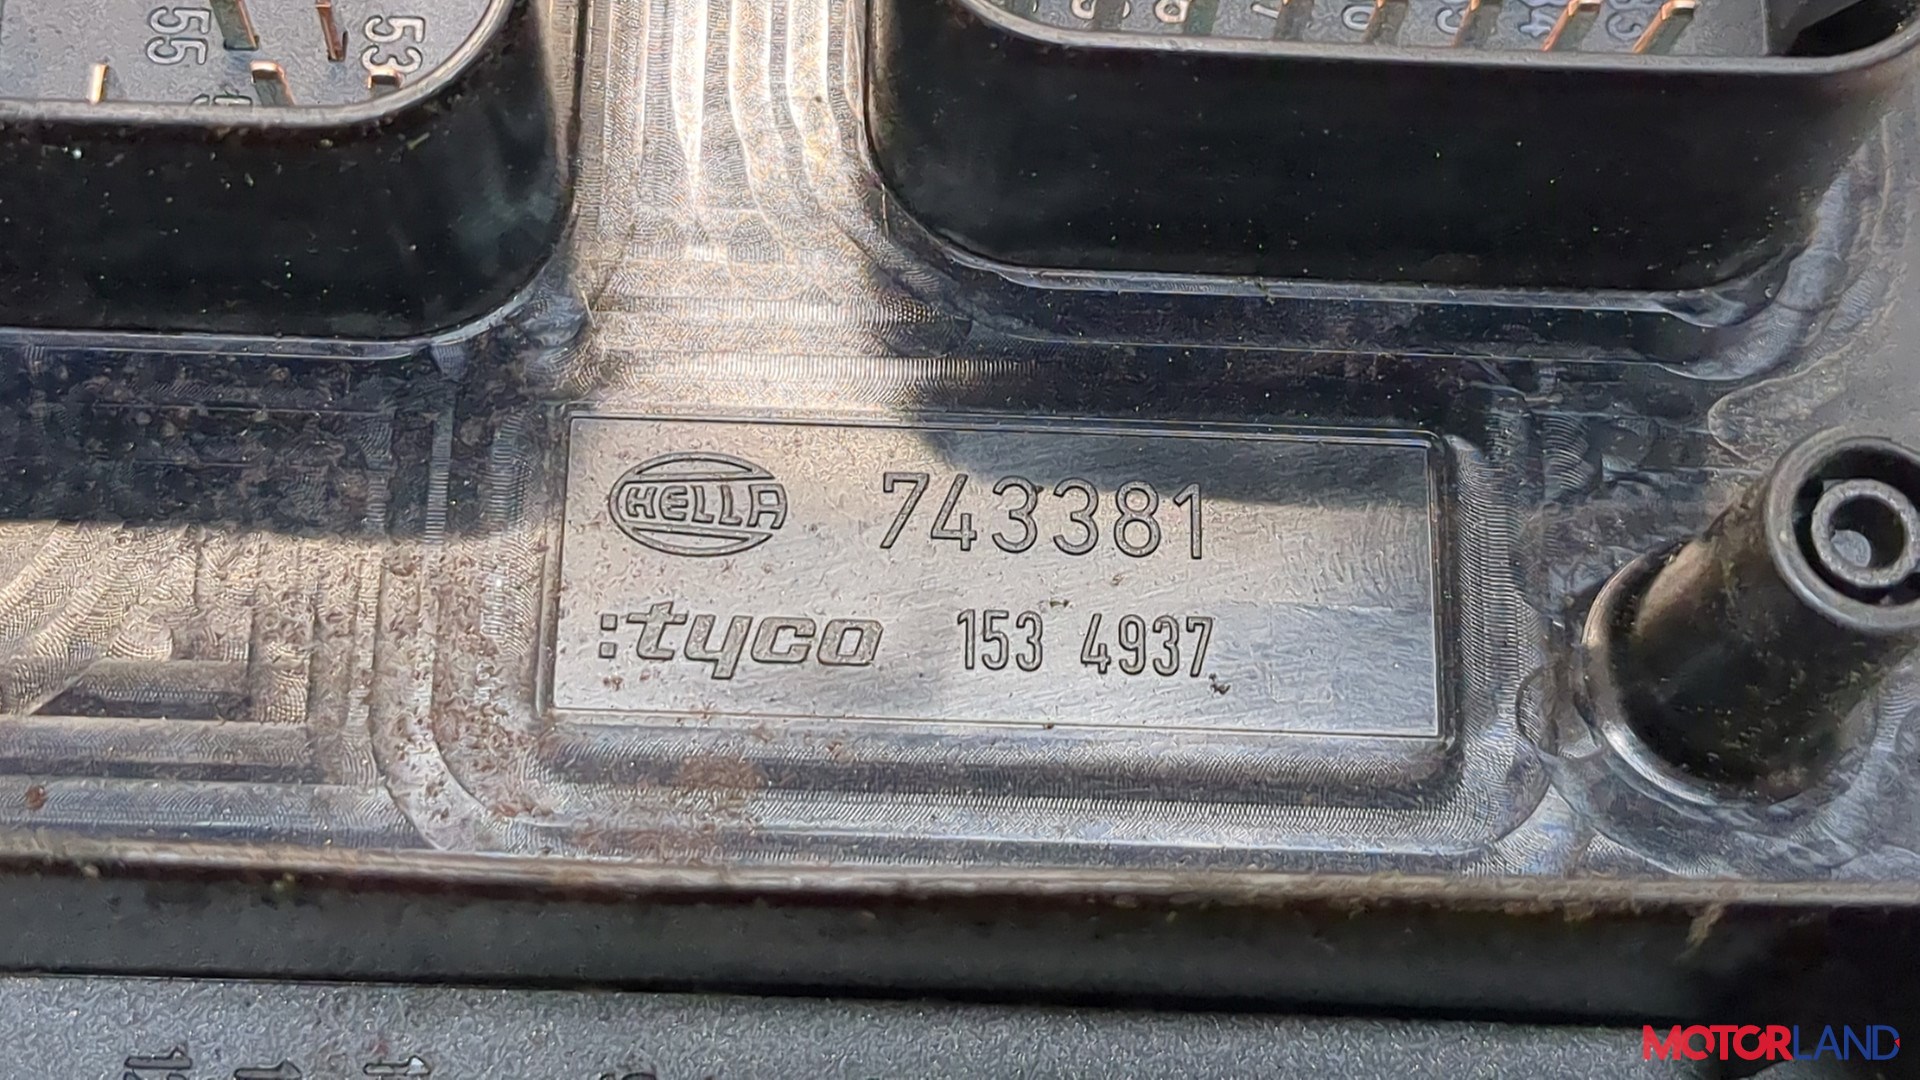 55
53
HELLA 743381
:tyco 153 4937
MOTORLAND